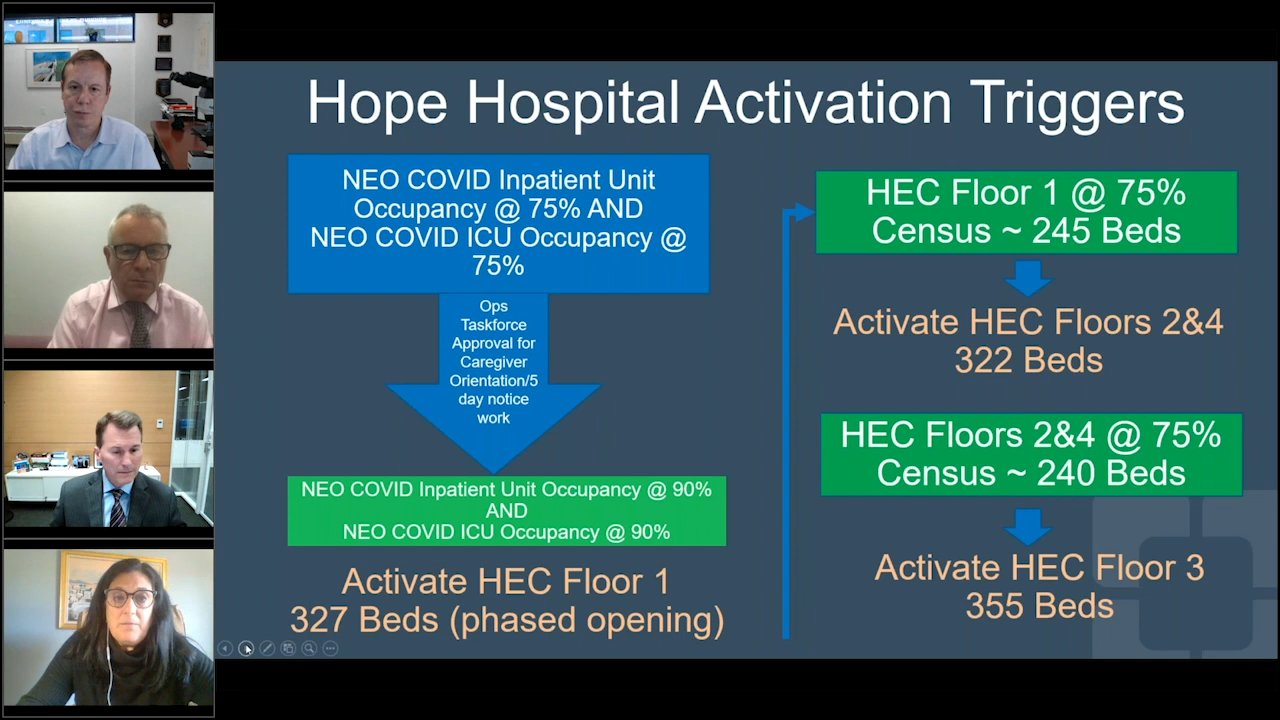 Hope Hospital Activation Triggers
NEO COVID Inpatient Unit
Occupancy @ 75% AND
NEO COVID ICU Occupancy @
75%
Ops
Taskforce
Approval for
Caregiver
Orientation/5
day notice
work
NEO COVID Inpatient Unit Occupancy @ 90%
AND
NEO COVID ICU Occupancy @ 90%
Activate HEC Floor 1
327 Beds (phased opening)
HEC Floor 1 @ 75%
Census ~ 245 Beds
Activate HEC Floors 2&4
322 Beds
HEC Floors 2&4 @ 75%
Census ~ 240 Beds
Activate HEC Floor 3
355 Beds